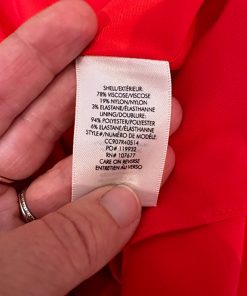 SHELL/EXTÉRIEUR:
78% VISCOSE/VISCOSE
19% NYLON/NYLON
3% ELASTANE/ÉLASTHANNE
LINING/DOUBLURE:
94% POLYESTER/POLYESTER
6% ELASTANE/ÉLASTHANNE
STYLE#/NUMÉRO DE MODÈLE:
CC907R40514
PO# 119932
RN# 107677
CARE ON REVERSE
ENTRETIEN AU VERSO